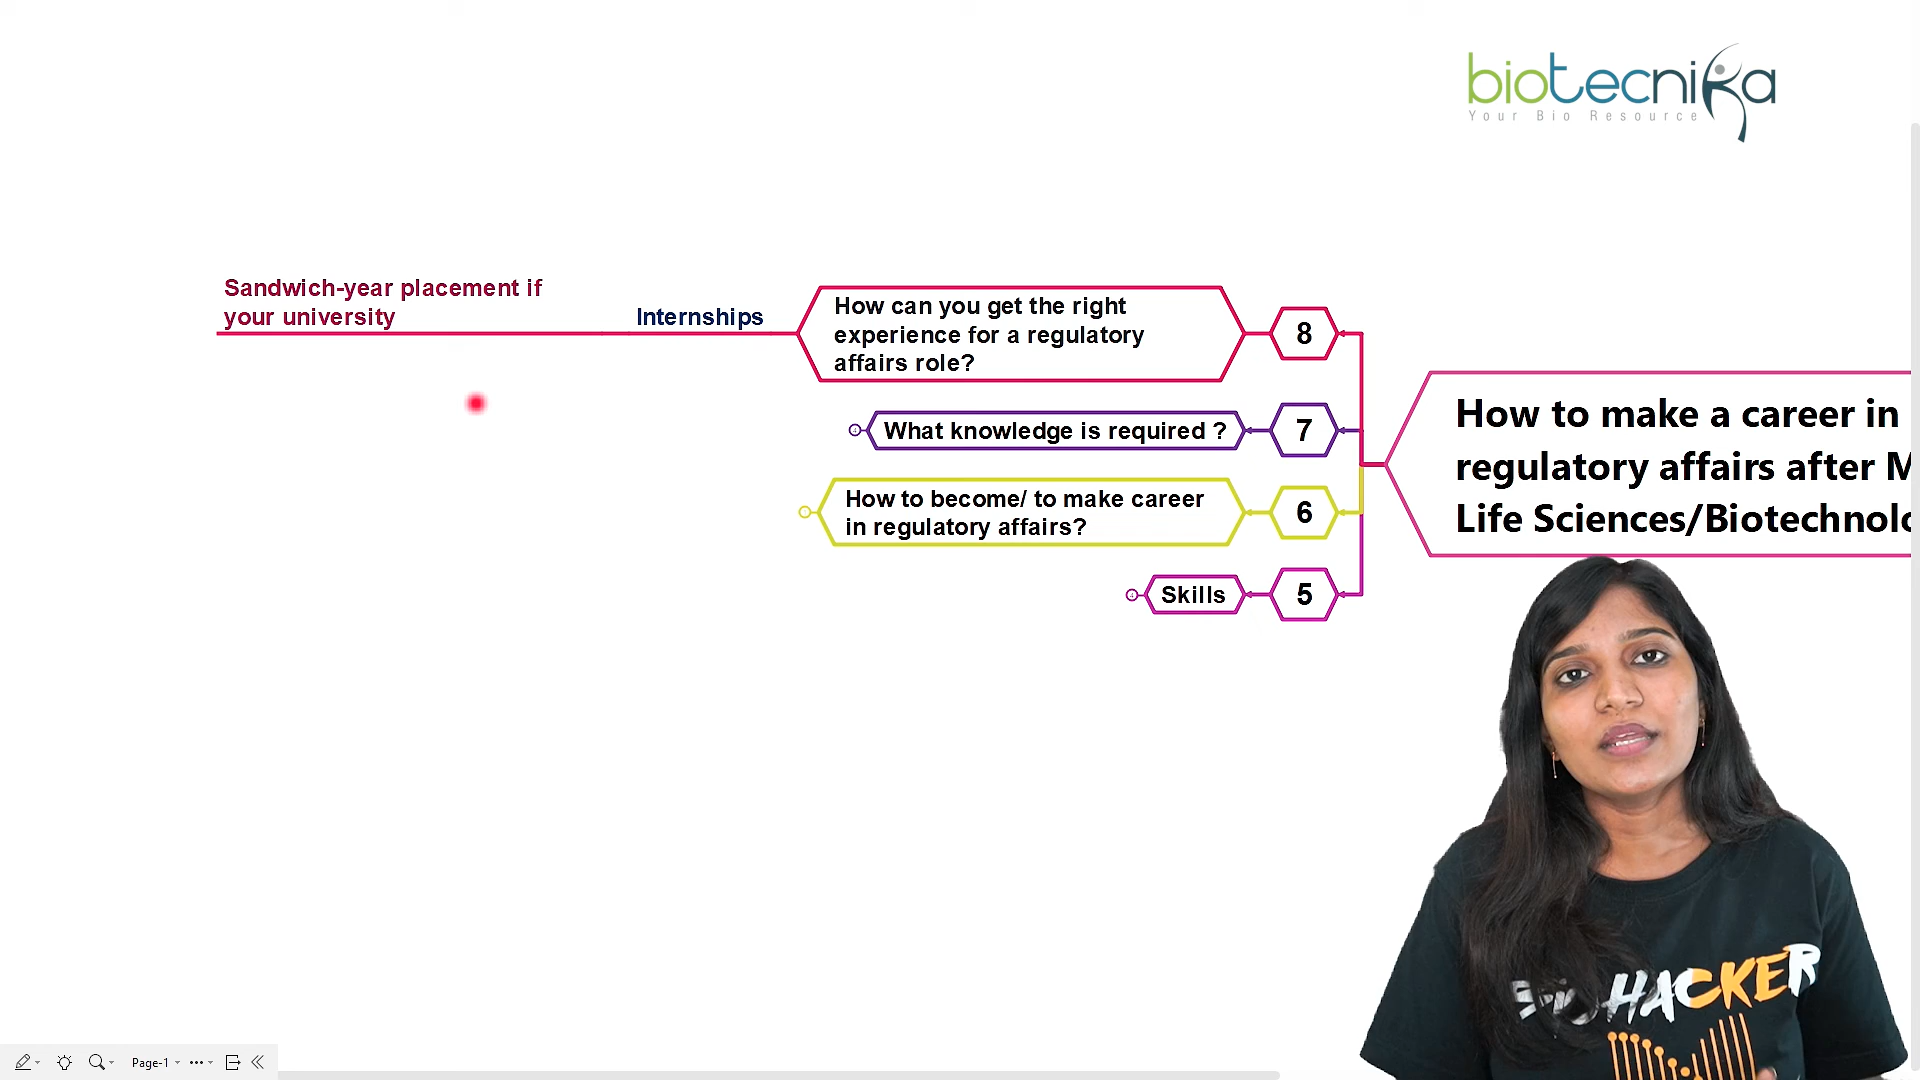 biotecnika
Your Bio Resource
Sandwich-year placement if
your university
Internships
How can you get the right
experience for a regulatory
affairs role?
8
What knowledge is required ?
7
How to become/ to make career
in regulatory affairs?
6
Skills
5
How to make a career in
regulatory affairs after M
Life Sciences/Biotechnolo
HACKER
Page-1